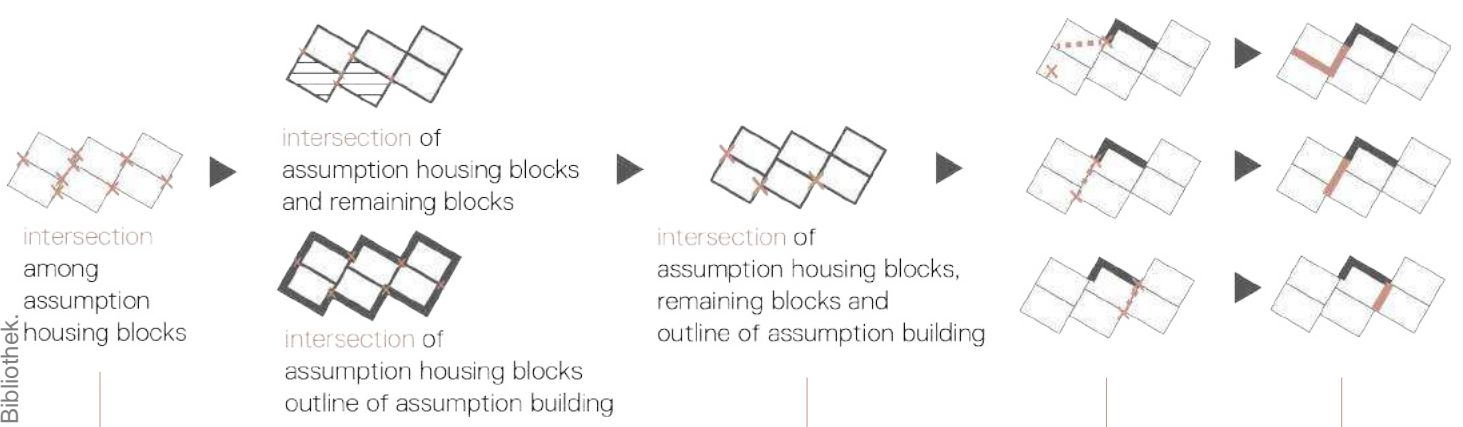 intersection
among
assumption
housing blocks
intersection of
assumption housing blocks
and remaining blocks
intersection of
assumption housing blocks
outline of assumption building
intersection of
assumption housing blocks,
remaining blocks and
outline of assumption building
Bibliothek.